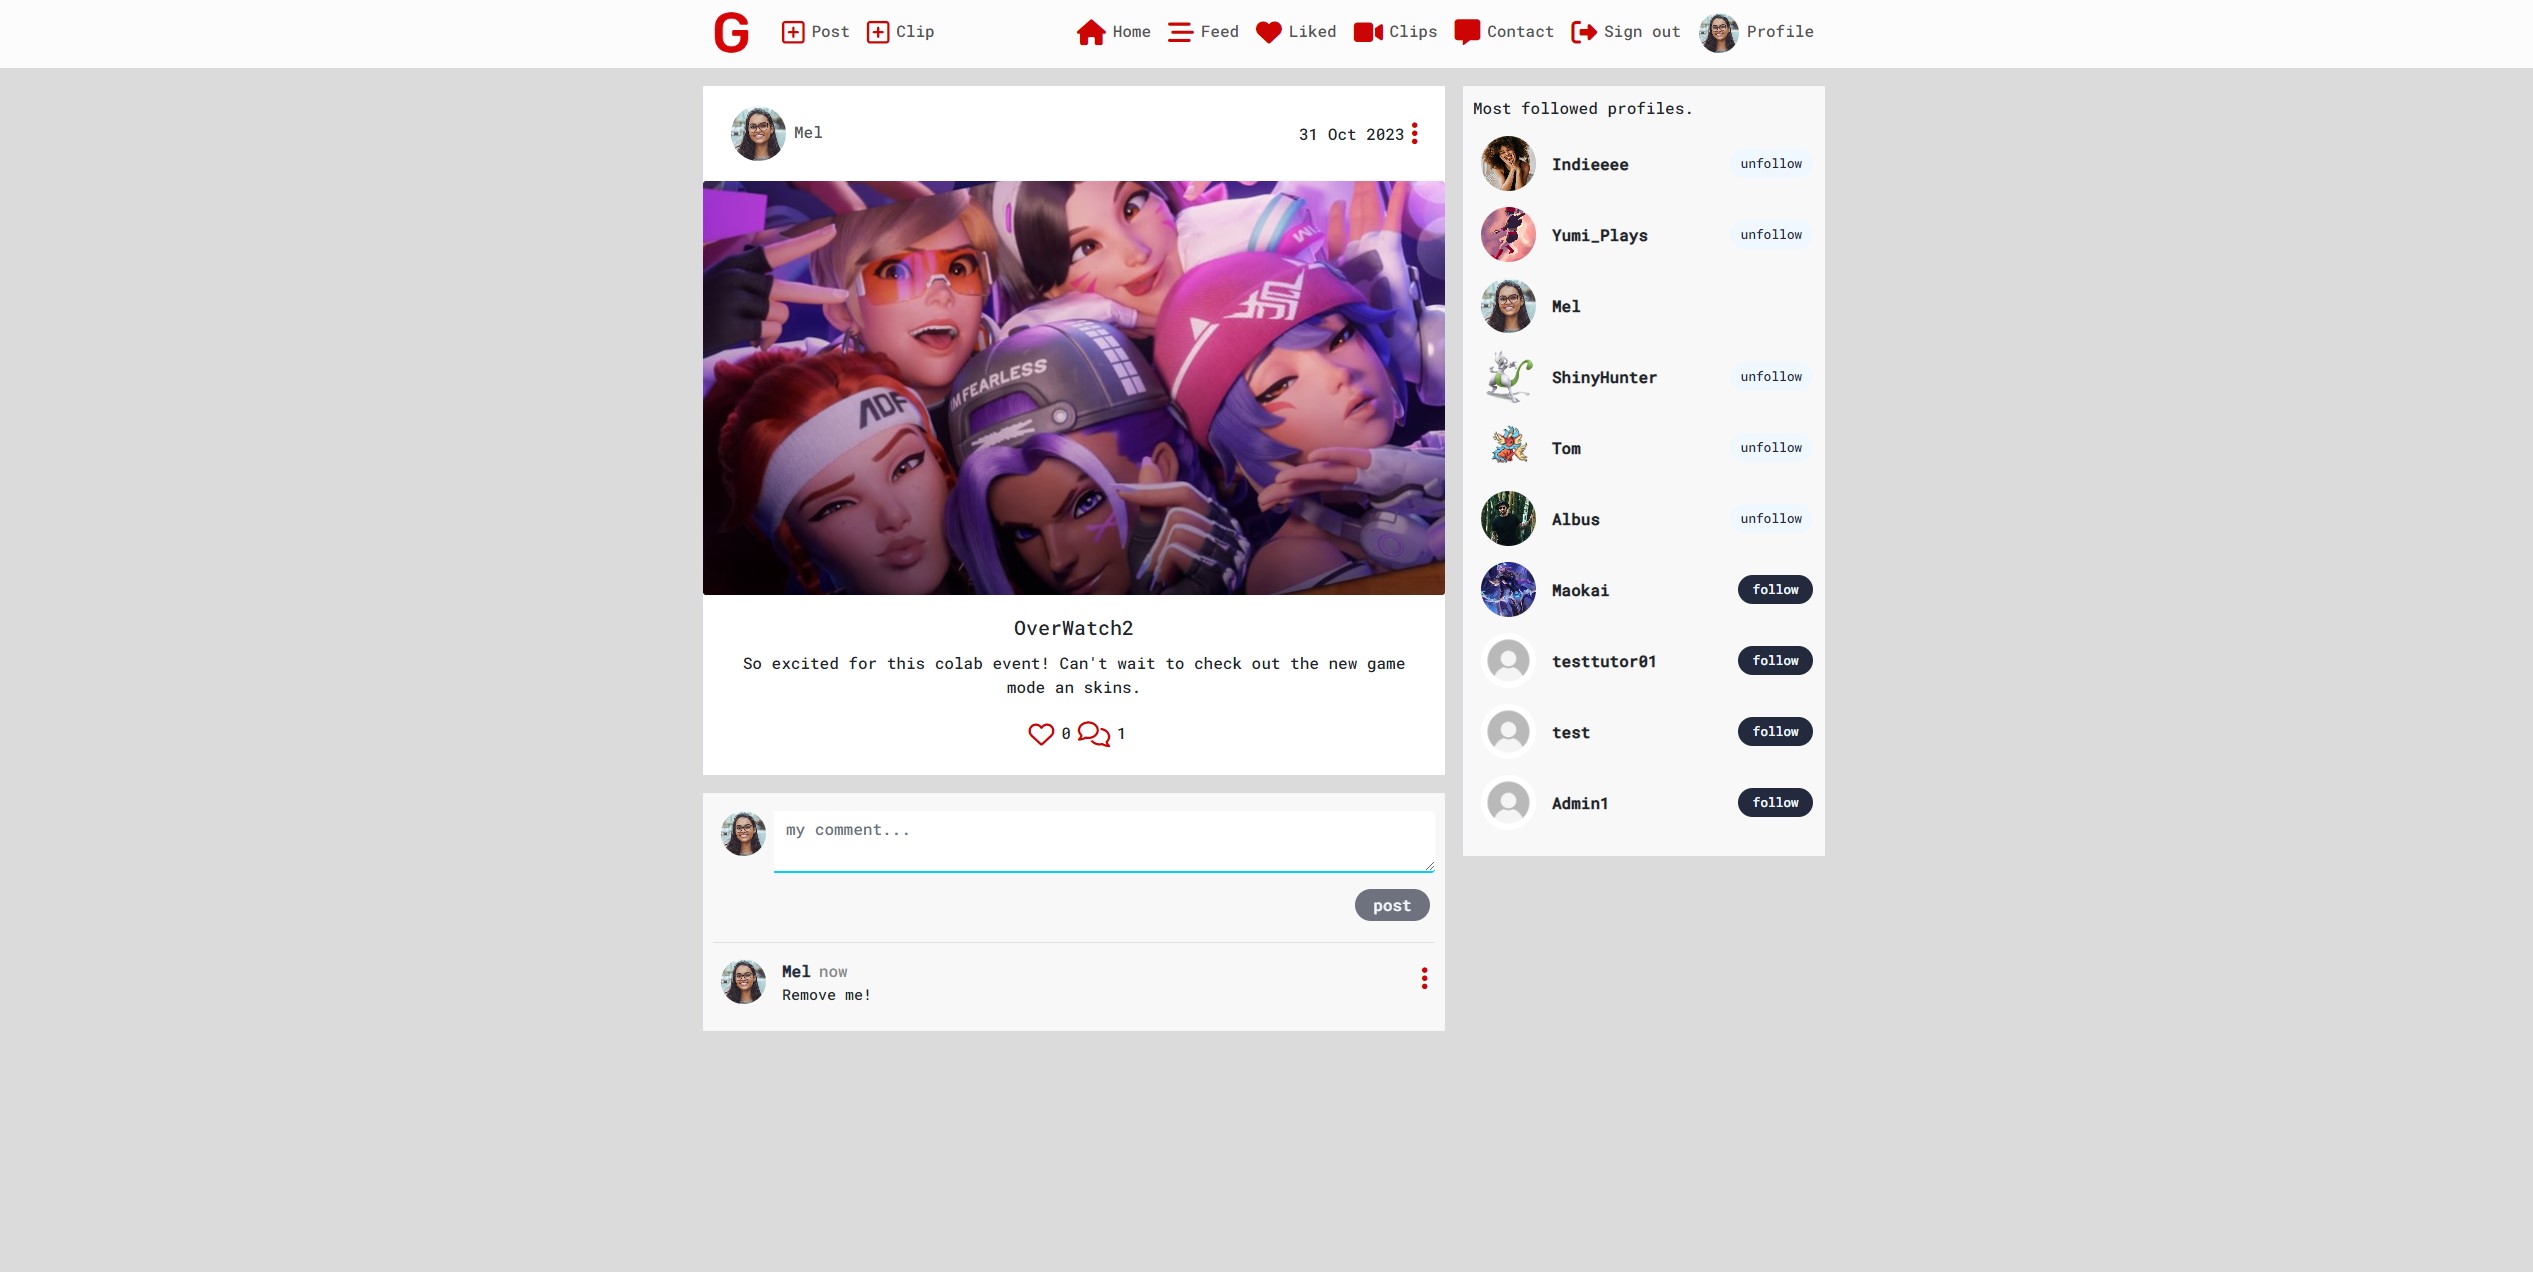 G Post Clip Home Feed Liked Clips Contact Sign out Profile
Mel 31 Oct 2023
ADF
I'M FEARLESS
OverWatch2
So excited for this colab event! Can't wait to check out the new game
mode an skins.
0 1
my comment...
post
Mel now
Remove me!
Most followed profiles.
Indieeee unfollow
Yumi_Plays unfollow
Mel
ShinyHunter unfollow
Tom unfollow
Albus unfollow
Maokai follow
testtutor01 follow
test follow
Admin1 follow